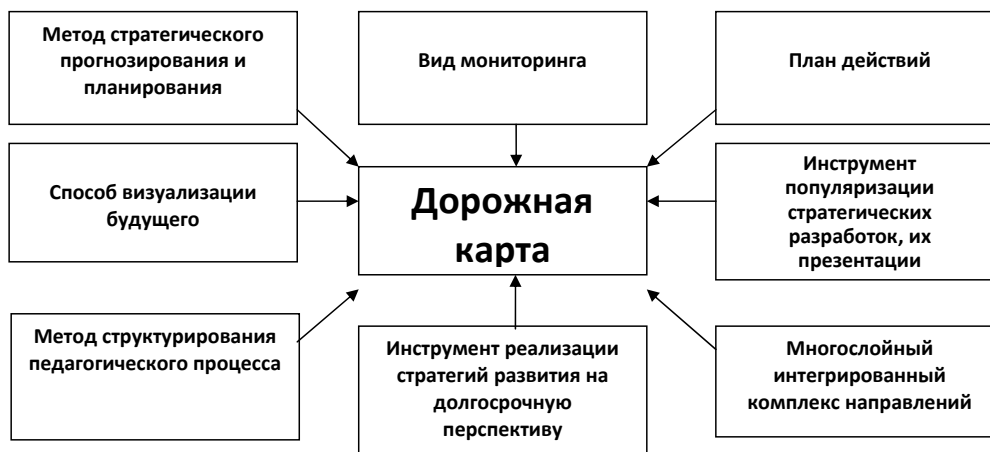 Метод стратегического
прогнозирования и
планирования
Вид мониторинга
План действий
Способ визуализации
будущего
Дорожная
карта
Инструмент
популяризации
стратегических
разработок, их
презентации
Метод структурирования
педагогического процесса
Инструмент реализации
стратегий развития на
долгосрочную
перспективу
Многослойный
интегрированный
комплекс направлений